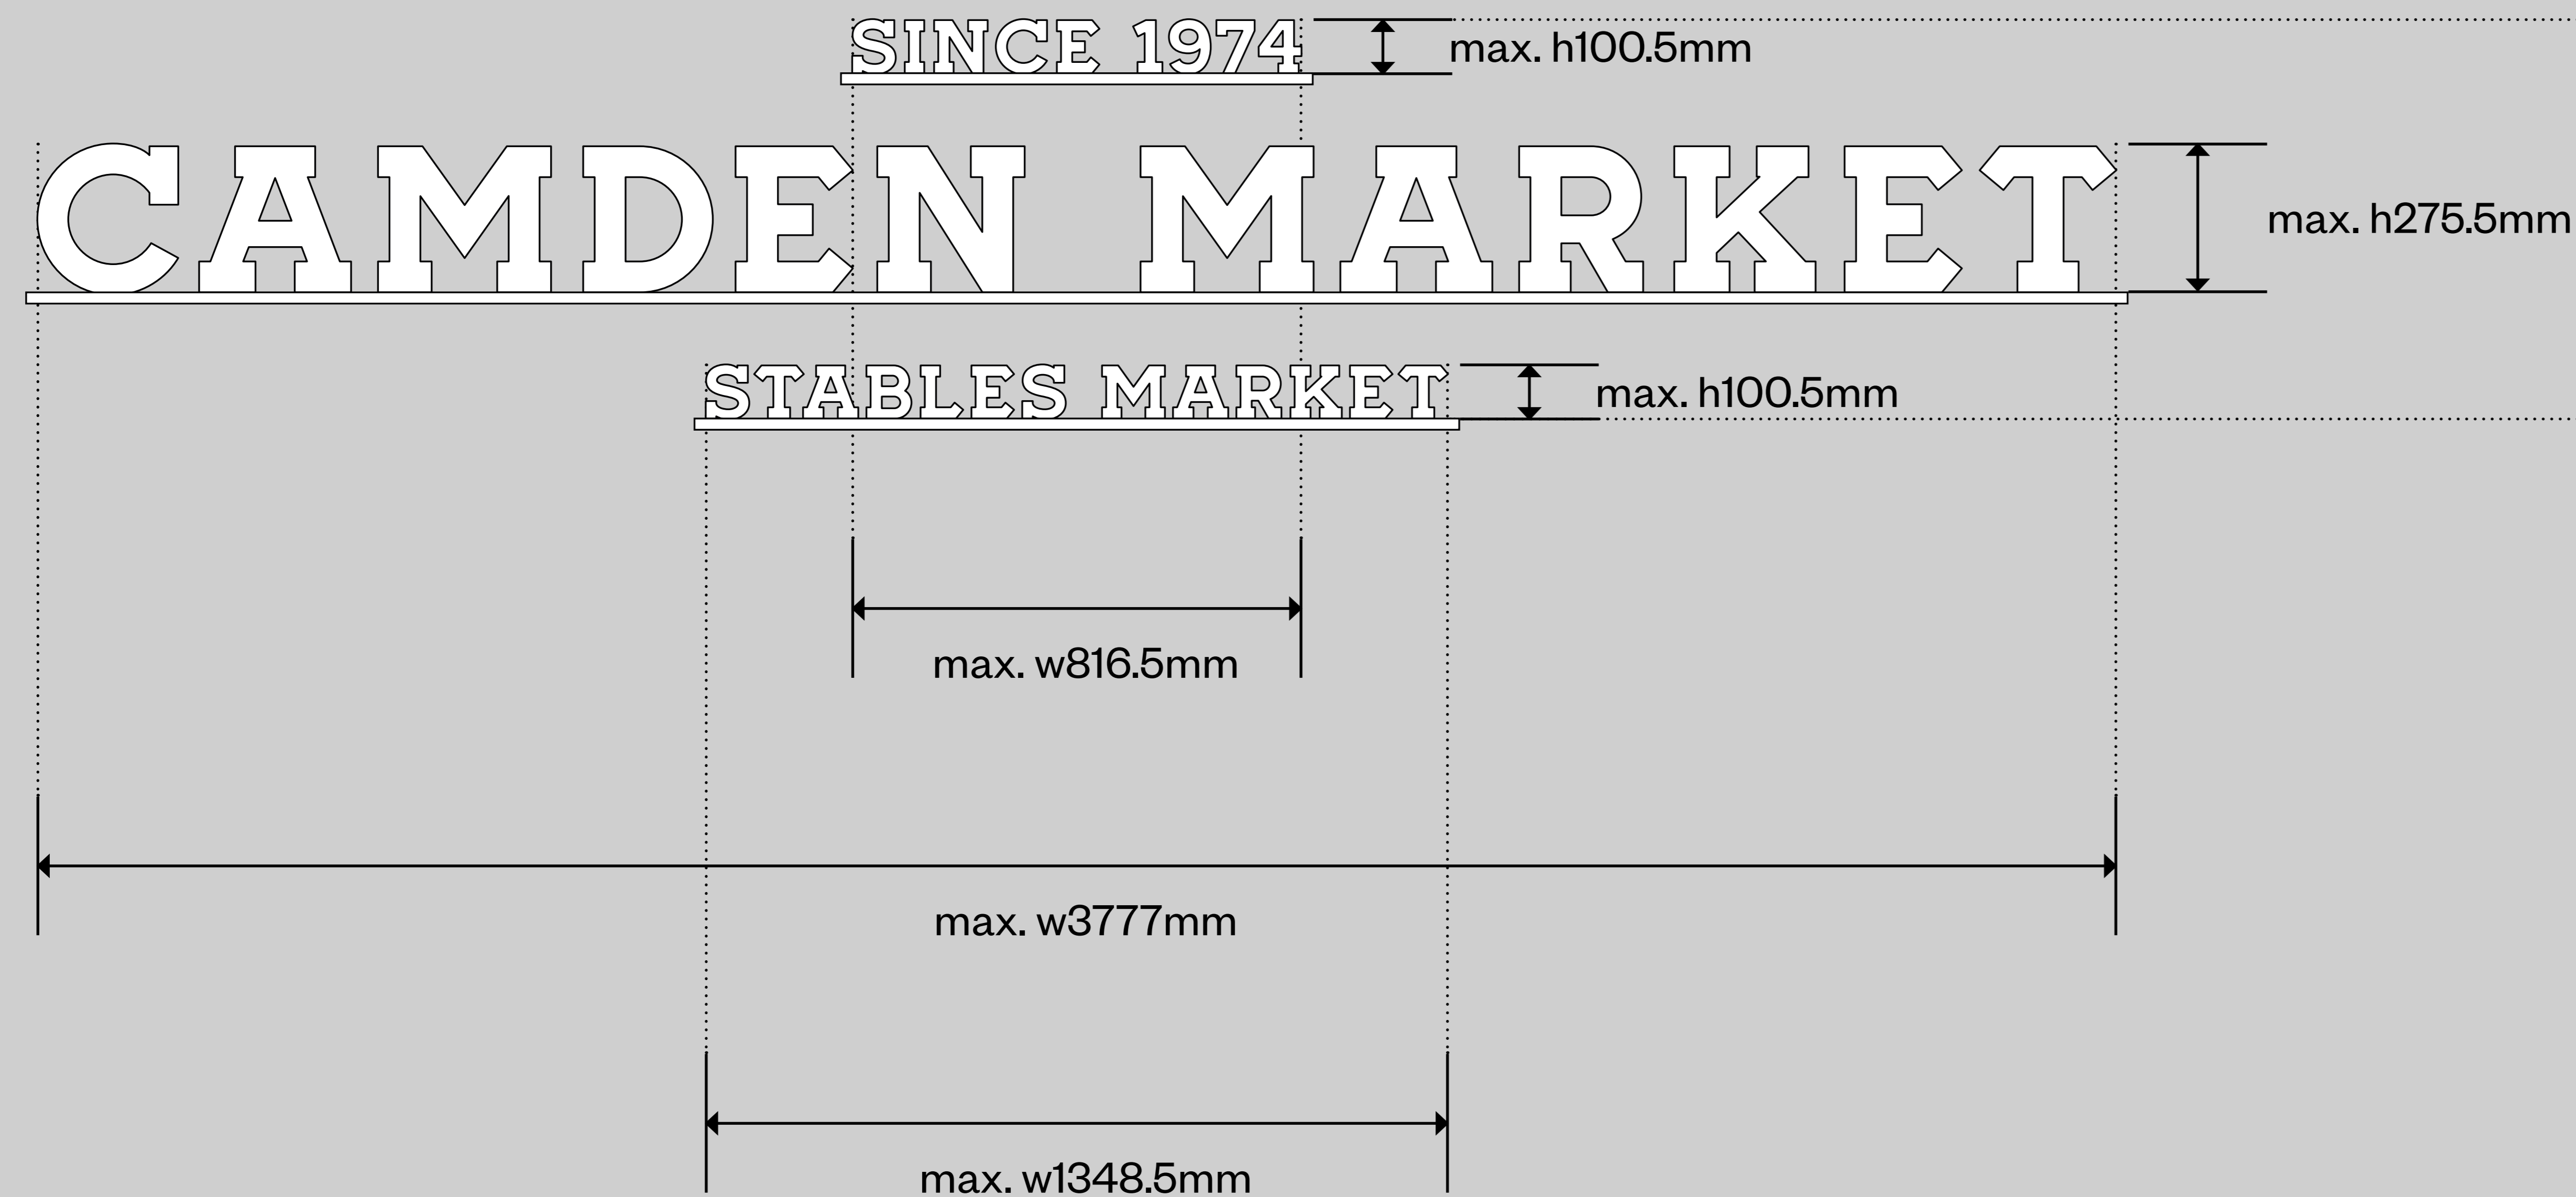 SINCE 1974
max. h100.5mm
CAMDEN MARKET
max. h275.5mm
STABLES MARKET
max. h100.5mm
max. w816.5mm
max. w3777mm
max. w1348.5mm